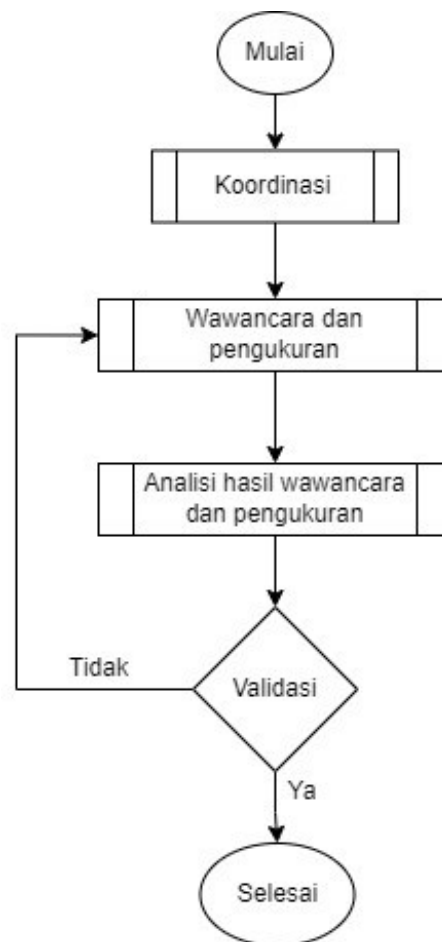 Mulai
Koordinasi
Wawancara dan
pengukuran
Analisi hasil wawancara
dan pengukuran
Tidak
Validasi
Ya
Selesai